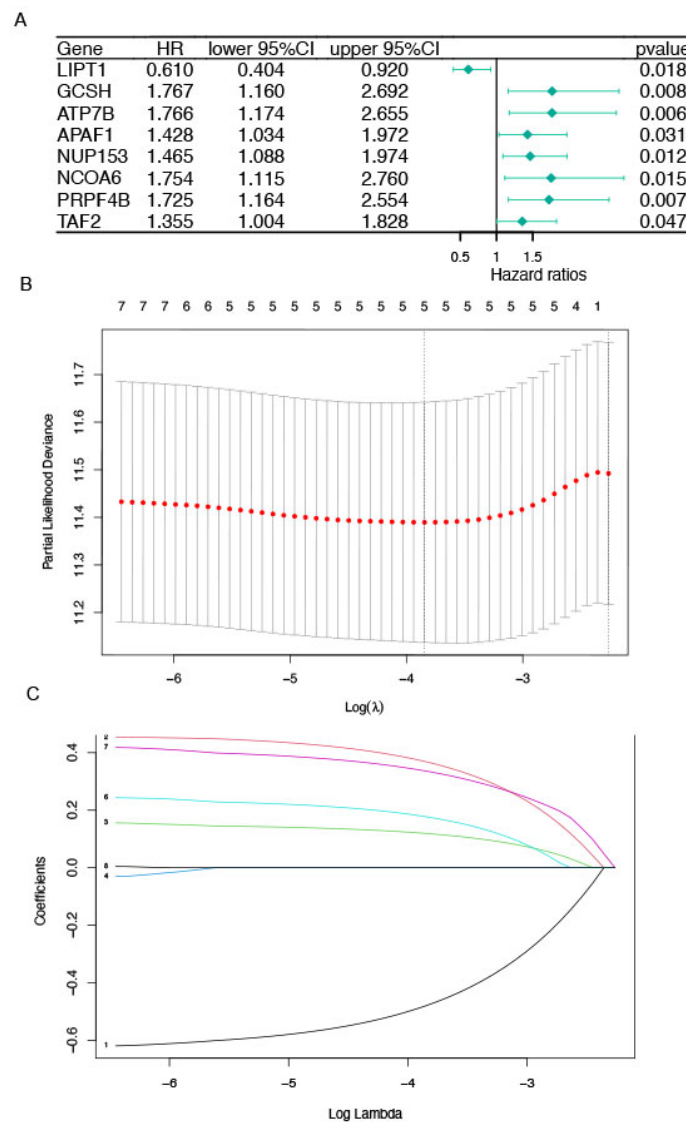 A
Gene HR lower 95%CI upper 95%CI pvalue
LIPT1 0.610 0.404 0.920 0.018
GCSH 1.767 1.160 2.692 0.008
ATP7B 1.766 1.174 2.655 0.006
APAF1 1.428 1.034 1.972 0.031
NUP153 1.465 1.088 1.974 0.012
NCOA6 1.754 1.115 2.760 0.015
PRPF4B 1.725 1.164 2.554 0.007
TAF2 1.355 1.004 1.828 0.047
0.5 1 1.5
Hazard ratios
B
7 7 7 6 6 5 5 5 5 5 5 5 5 5 5 5 5 5 5 5 5 4 1
11.7
11.6
11.5
11.4
11.3
11.2
Partial Likelihood Deviance
−6 −5 −4 −3
Log(λ)
C
0.4
0.2
0.0
−0.2
−0.4
−0.6
Coefficients
2
7
6
4
1
−6 −5 −4 −3
Log Lambda